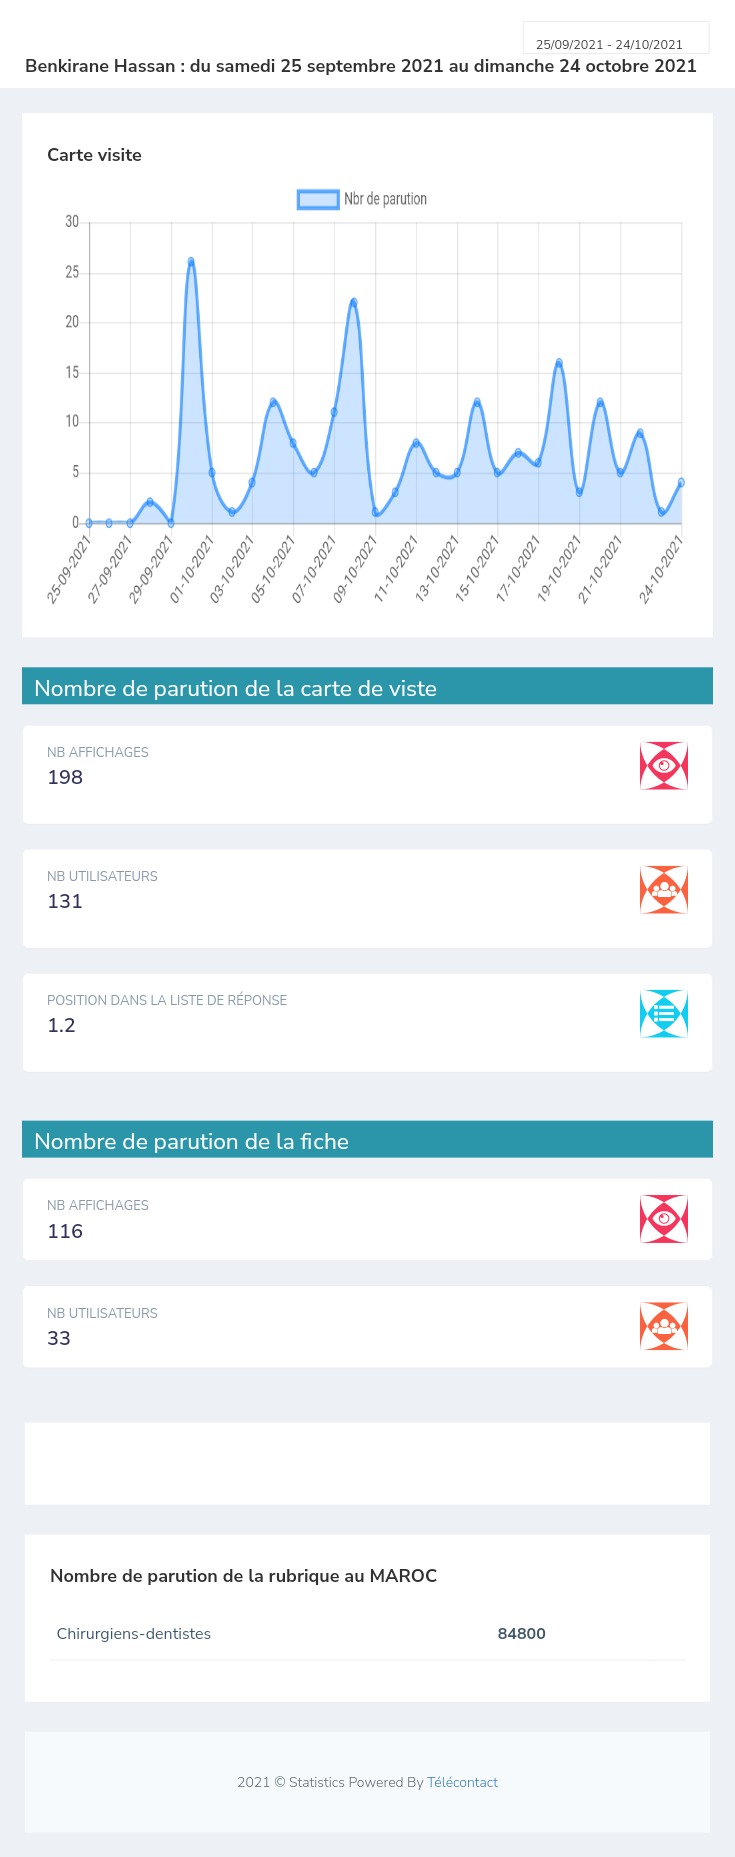 25/09/2021 - 24/10/2021
Benkirane Hassan : du samedi 25 septembre 2021 au dimanche 24 octobre 2021
Carte visite
Nbr de parution
30
25
20
15
10
5
0
25-09-2021
27-09-2021
29-09-2021
01-10-2021
03-10-2021
05-10-2021
07-10-2021
09-10-2021
11-10-2021
13-10-2021
15-10-2021
17-10-2021
19-10-2021
21-10-2021
24-10-2021
Nombre de parution de la carte de viste
NB AFFICHAGES
198
NB UTILISATEURS
131
POSITION DANS LA LISTE DE RÉPONSE
1.2
Nombre de parution de la fiche
NB AFFICHAGES
116
NB UTILISATEURS
33
Nombre de parution de la rubrique au MAROC
Chirurgiens-dentistes 84800
2021 © Statistics Powered By Télécontact